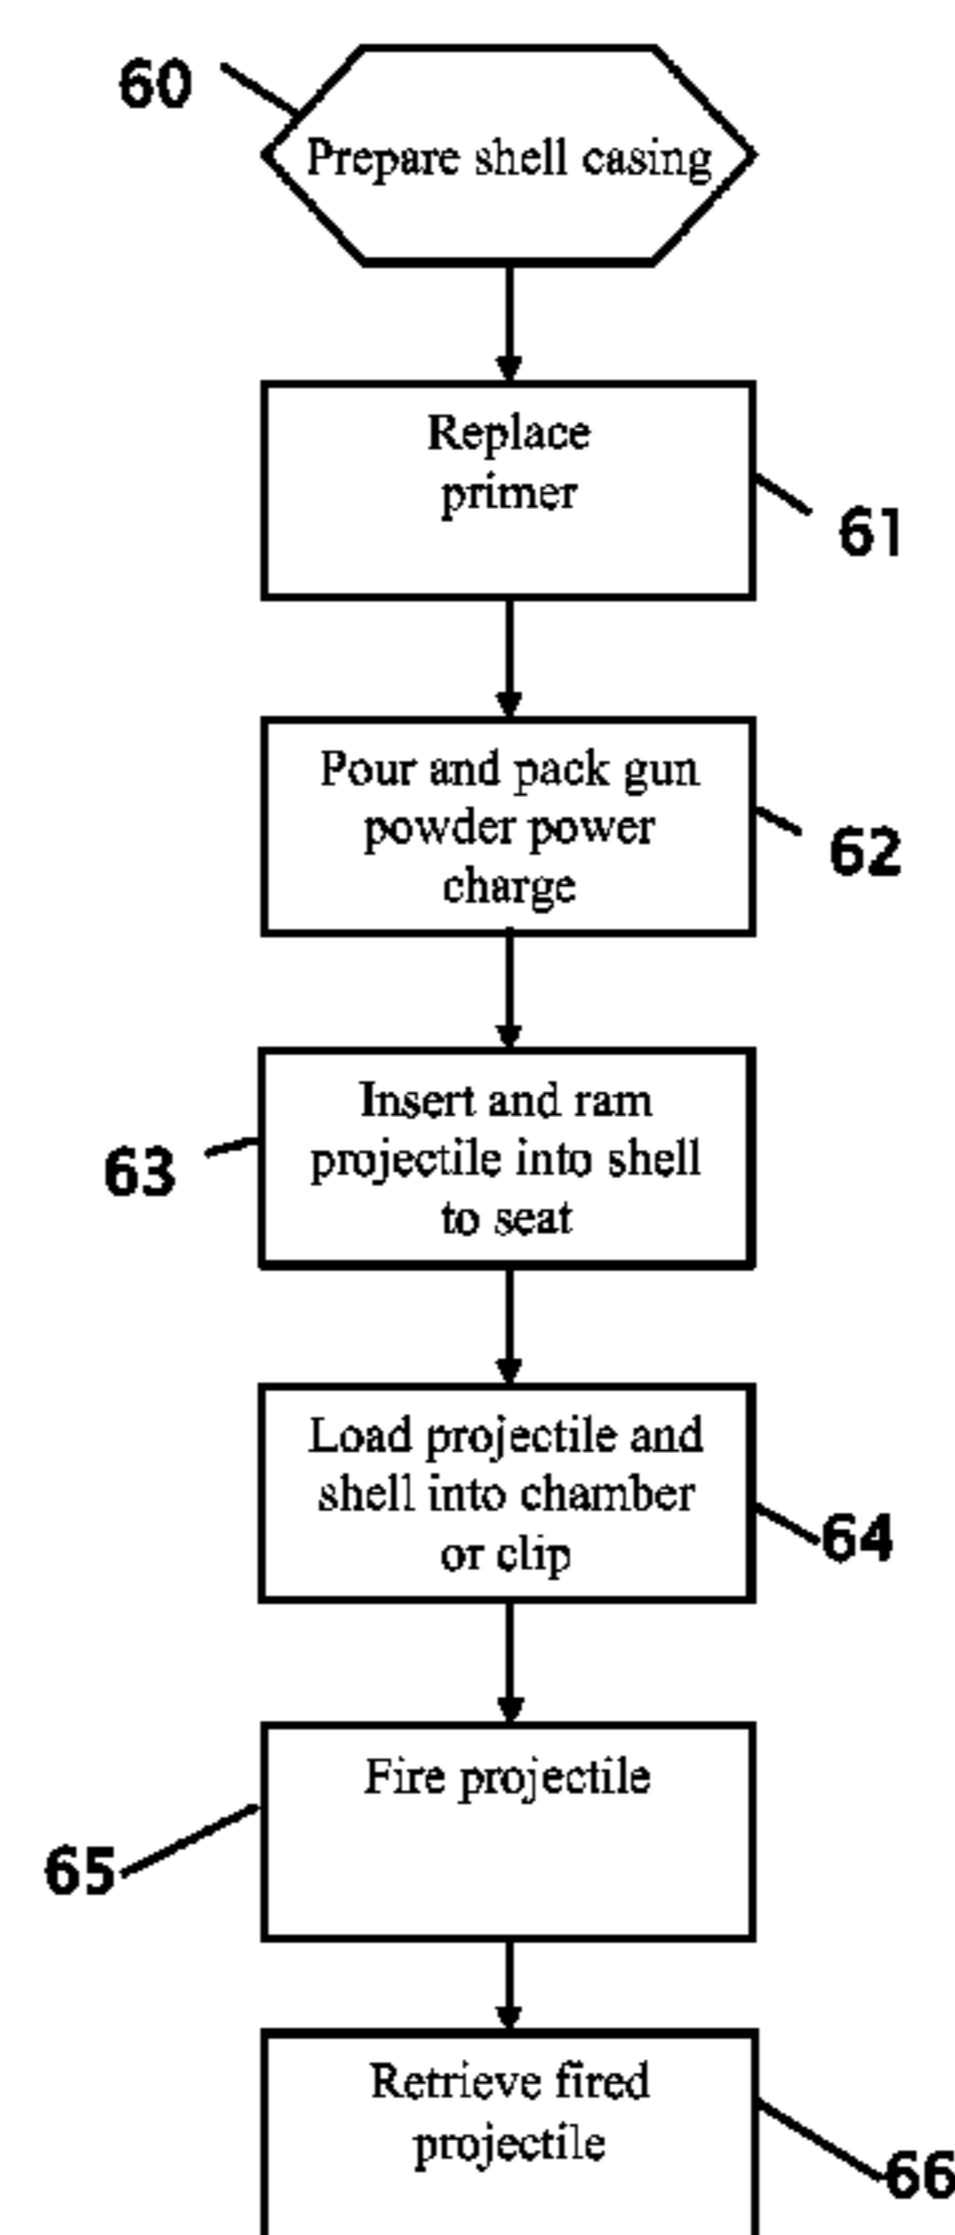 60
Prepare shell casing
Replace
primer
61
Pour and pack gun
powder power
charge
62
Insert and ram
projectile into shell
to seat
63
Load projectile and
shell into chamber
or clip
64
Fire projectile
65
Retrieve fired
projectile
66